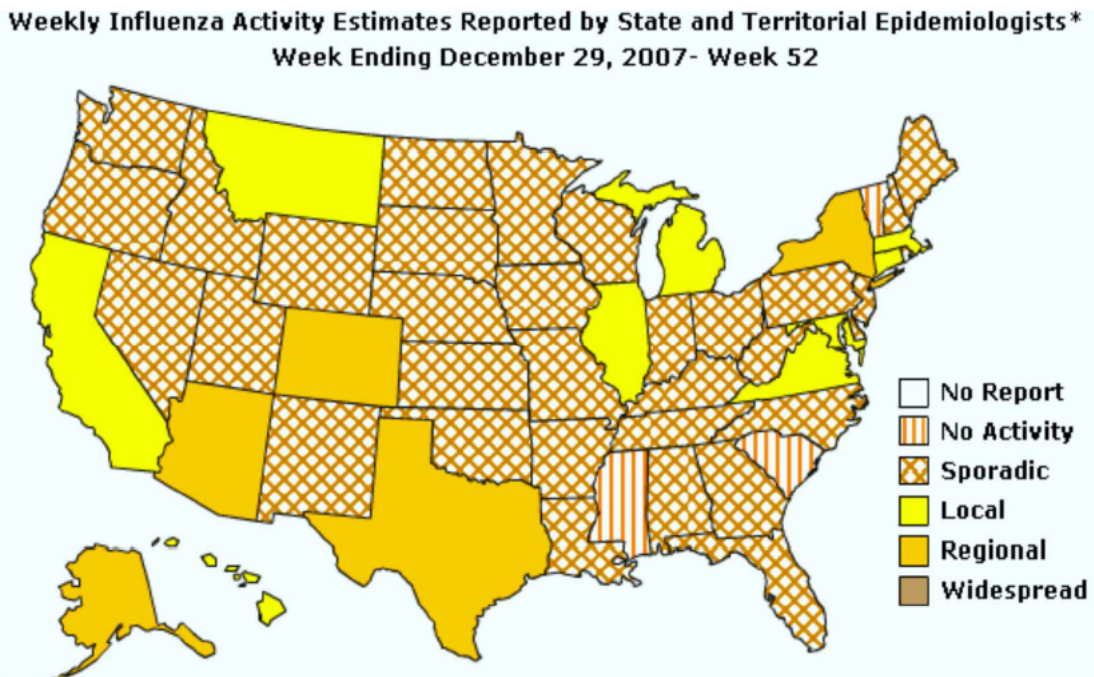 Weekly Influenza Activity Estimates Reported by State and Territorial Epidemiologists*
Week Ending December 29, 2007- Week 52
No Report
No Activity
Sporadic
Local
Regional
Widespread